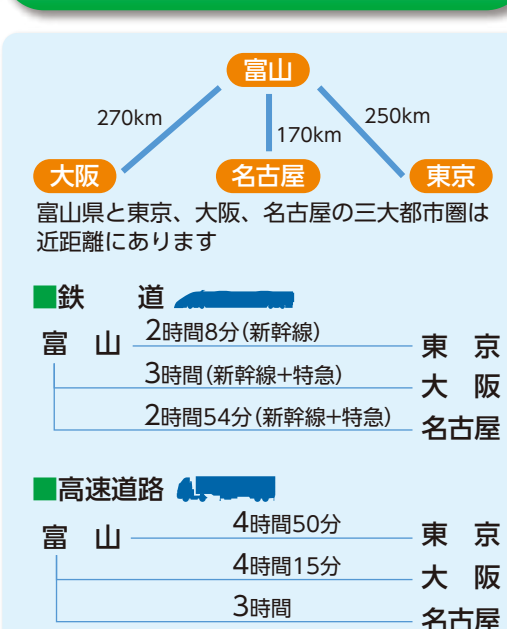 富山
270km
250km
170km
大阪
名古屋
東京
富山県と東京、大阪、名古屋の三大都市圏は
近距離にあります
■鉄　道
富　山 2時間8分(新幹線) 東　京
3時間(新幹線+特急) 大　阪
2時間54分(新幹線+特急) 名古屋
■高速道路
富　山 4時間50分 東　京
4時間15分 大　阪
3時間 名古屋